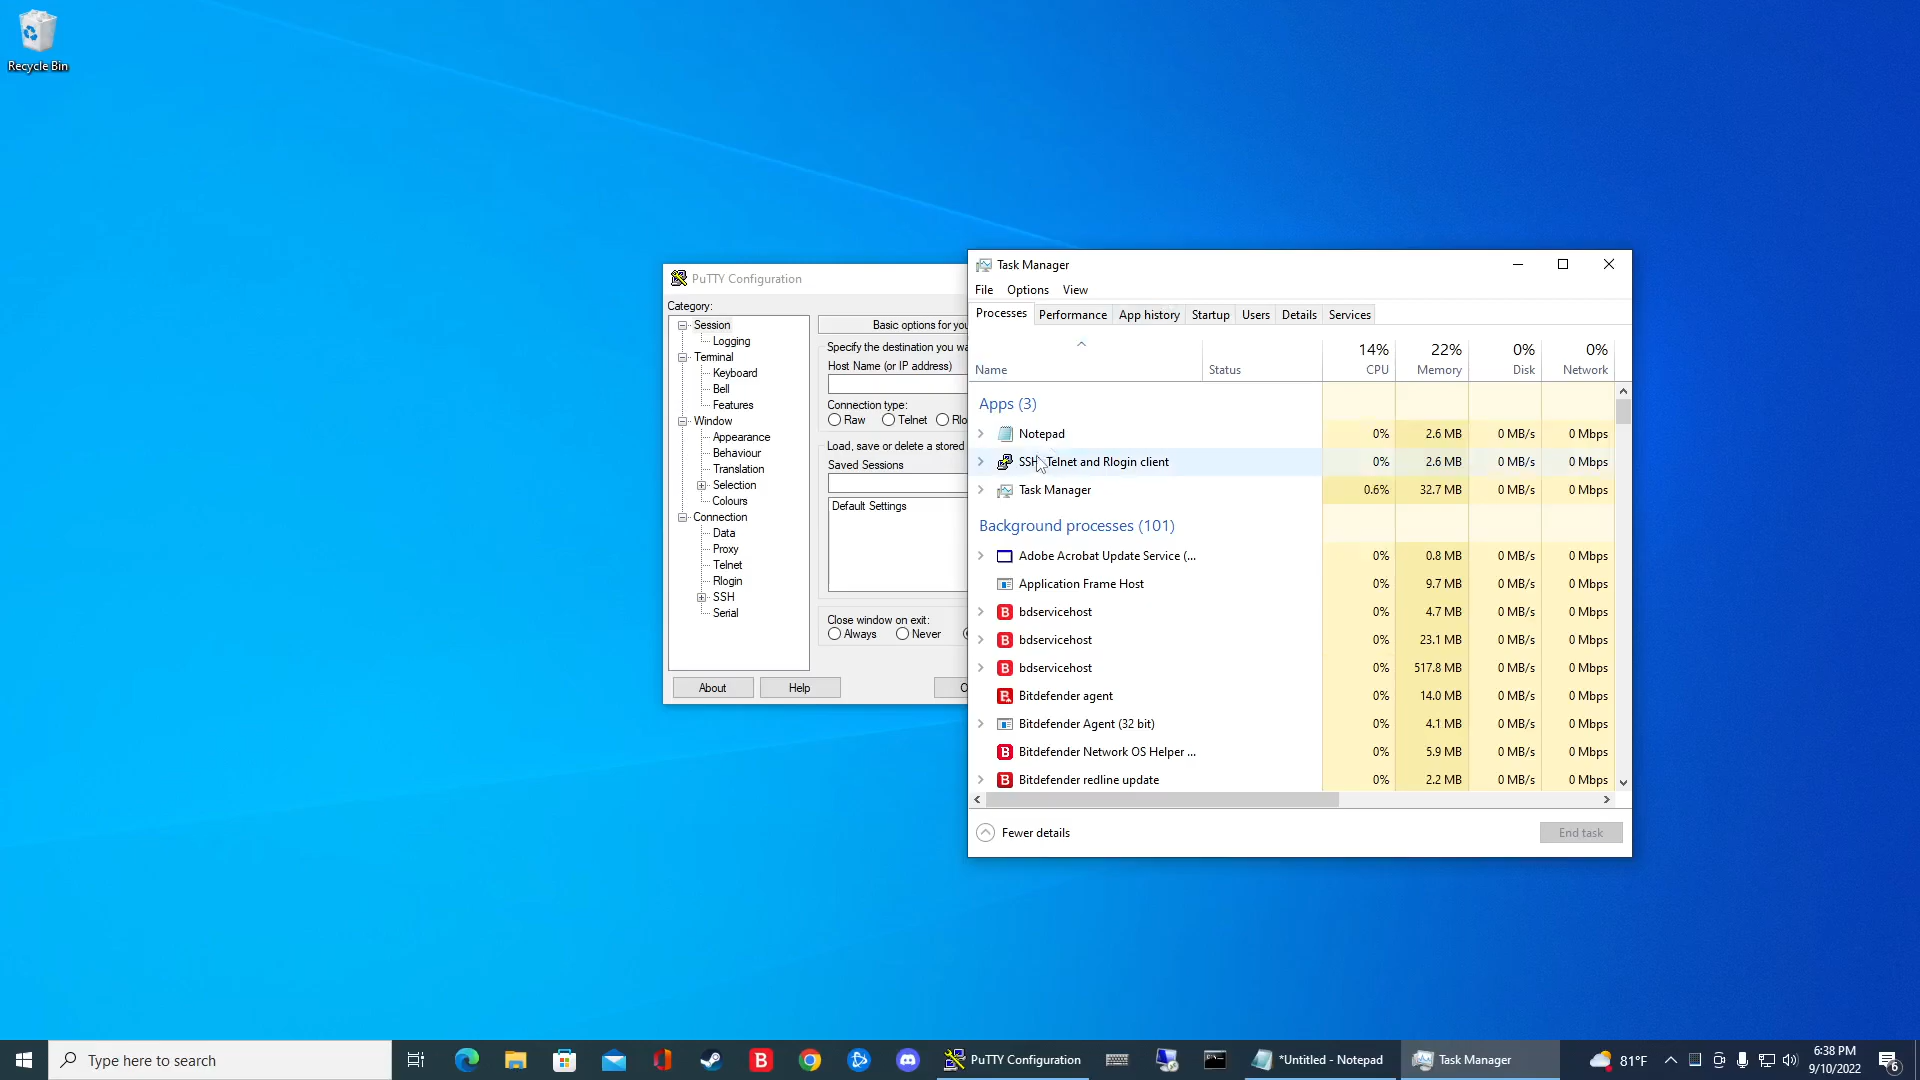 Recycle Bin
PuTTY Configuration
Category:
Session
Logging
Terminal
Keyboard
Bell
Features
Window
Appearance
Behaviour
Translation
Selection
Colours
Connection
Data
Proxy
Telnet
Rlogin
SSH
Serial
Basic options for you
Specify the destination you wa
Host Name (or IP address)
Connection type:
Raw Telnet Rlo
Load, save or delete a stored
Saved Sessions
Default Settings
Close window on exit:
Always Never
About Help O
Task Manager
File Options View
Processes Performance App history Startup Users Details Services
14% 22% 0% 0%
Name Status CPU Memory Disk Network
Apps (3)
Notepad 0% 2.6 MB 0 MB/s 0 Mbps
SSH, Telnet and Rlogin client 0% 2.6 MB 0 MB/s 0 Mbps
Task Manager 0.6% 32.7 MB 0 MB/s 0 Mbps
Background processes (101)
Adobe Acrobat Update Service (... 0% 0.8 MB 0 MB/s 0 Mbps
Application Frame Host 0% 9.7 MB 0 MB/s 0 Mbps
bdservicehost 0% 4.7 MB 0 MB/s 0 Mbps
bdservicehost 0% 23.1 MB 0 MB/s 0 Mbps
bdservicehost 0% 517.8 MB 0 MB/s 0 Mbps
Bitdefender agent 0% 14.0 MB 0 MB/s 0 Mbps
Bitdefender Agent (32 bit) 0% 4.1 MB 0 MB/s 0 Mbps
Bitdefender Network OS Helper ... 0% 5.9 MB 0 MB/s 0 Mbps
Bitdefender redline update 0% 2.2 MB 0 MB/s 0 Mbps
Fewer details End task
Type here to search
PuTTY Configuration
*Untitled - Notepad
Task Manager
81°F
6:38 PM
9/10/2022
6